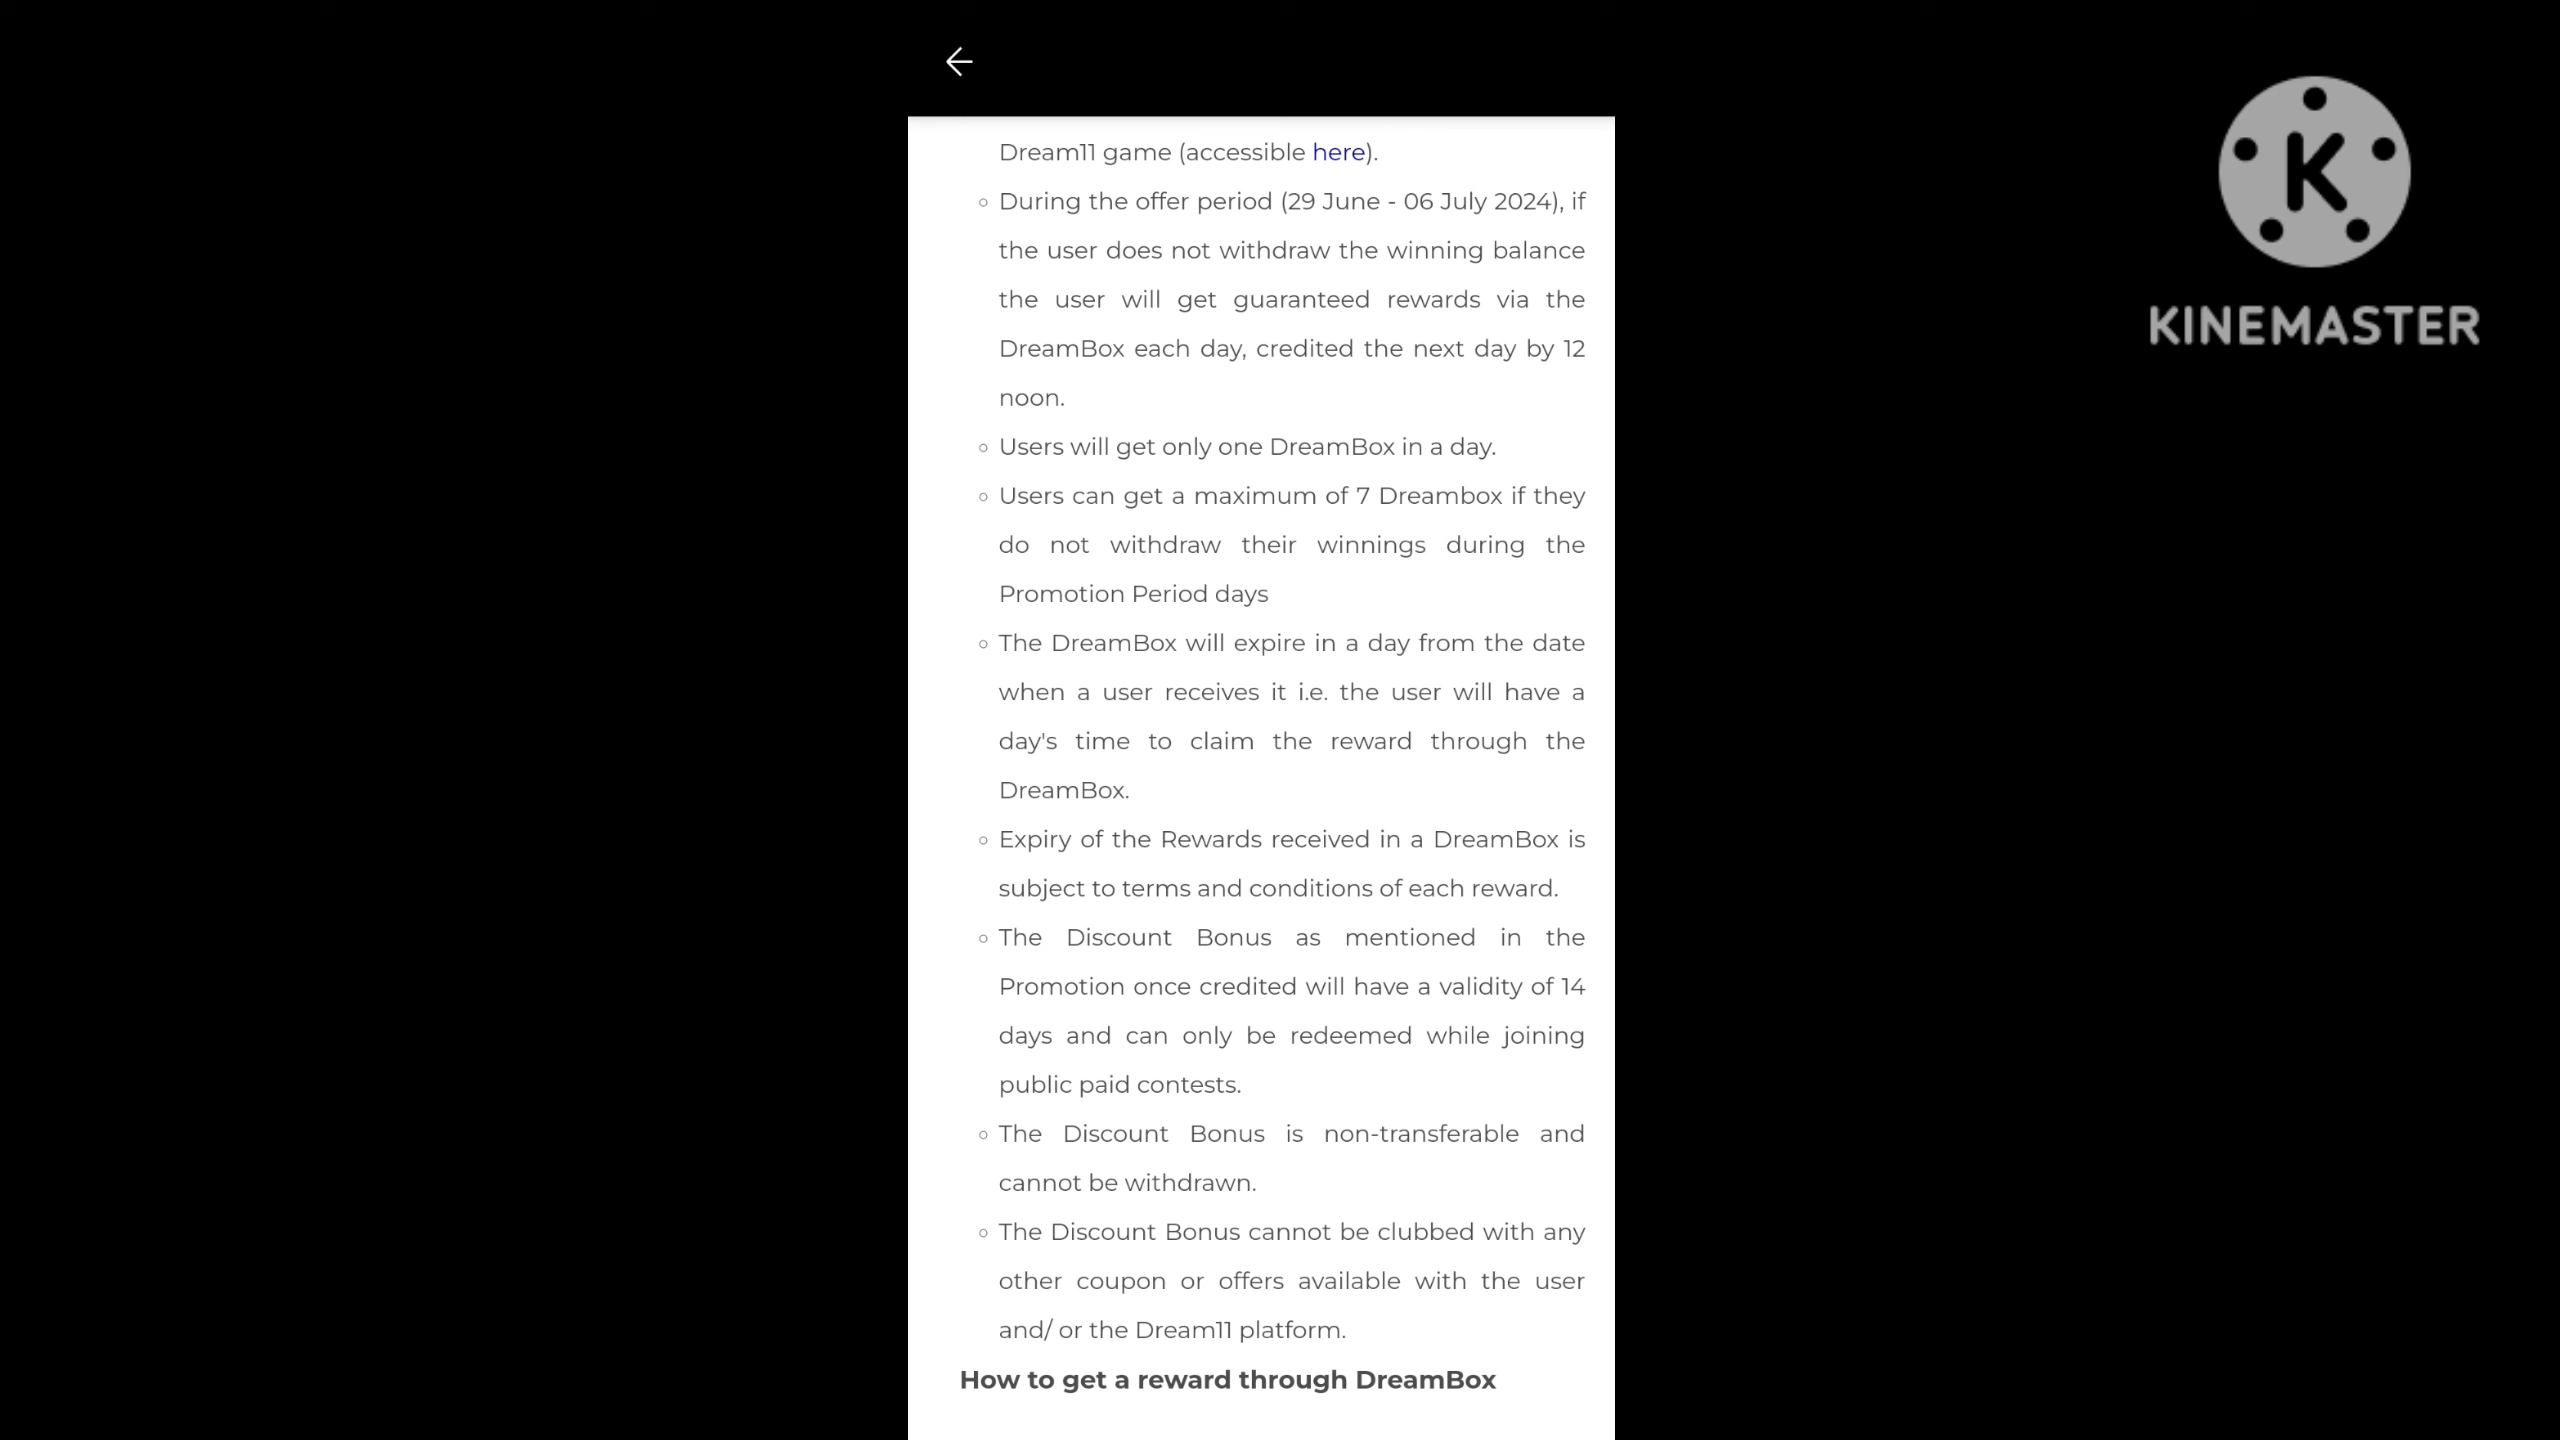 Dream11 game (accessible here).
During the offer period (29 June - 06 July 2024), if
the user does not withdraw the winning balance
the user will get guaranteed rewards via the
DreamBox each day, credited the next day by 12
noon.
Users will get only one DreamBox in a day.
Users can get a maximum of 7 Dreambox if they
do not withdraw their winnings during the
Promotion Period days
The DreamBox will expire in a day from the date
when a user receives it i.e. the user will have a
day's time to claim the reward through the
DreamBox.
Expiry of the Rewards received in a DreamBox is
subject to terms and conditions of each reward.
The Discount Bonus as mentioned in the
Promotion once credited will have a validity of 14
days and can only be redeemed while joining
public paid contests.
The Discount Bonus is non-transferable and
cannot be withdrawn.
The Discount Bonus cannot be clubbed with any
other coupon or offers available with the user
and/ or the Dream11 platform.
How to get a reward through DreamBox
K
KINEMASTER